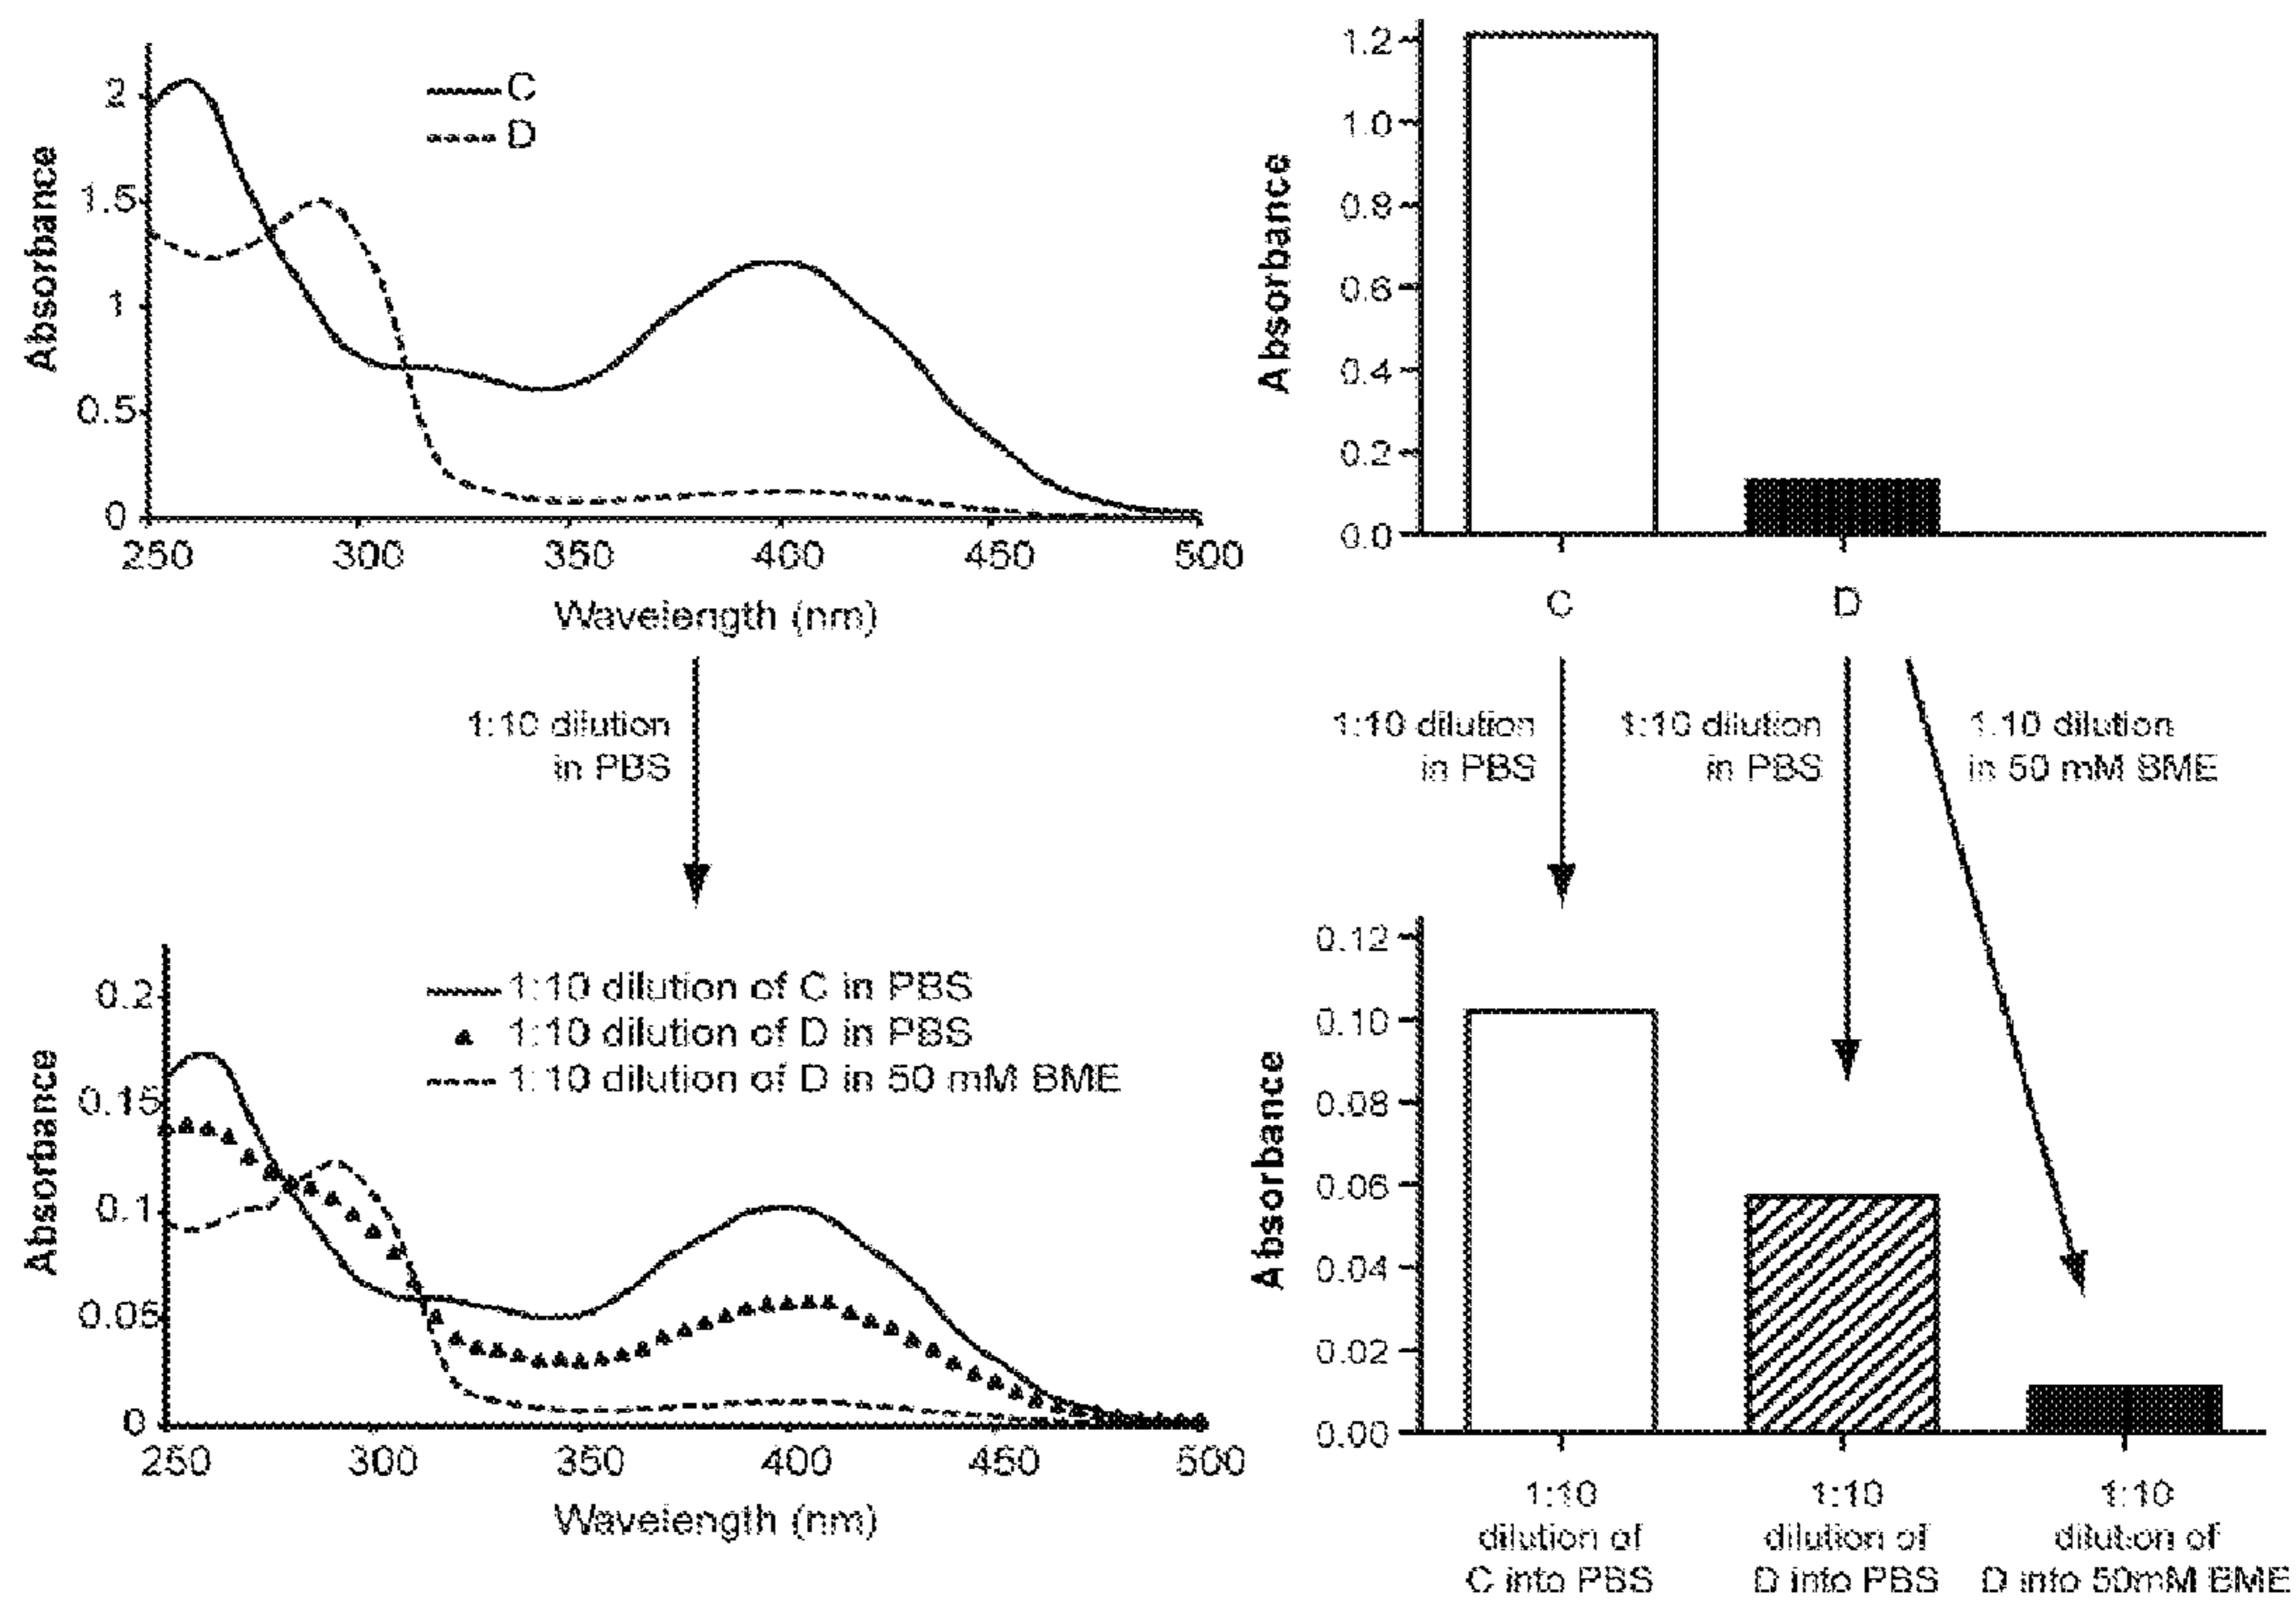 Absorbance
2
1.5
1
0.5
0
C
D
250 300 350 400 450 500
Wavelength (nm)
Absorbance
1.2
1.0
0.8
0.6
0.4
0.2
0.0
C D
1:10 dilution
in PBS
1:10 dilution
in PBS
1:10 dilution
in PBS
1:10 dilution
in 50 mM BME
Absorbance
0.2
0.15
0.1
0.05
0
1:10 dilution of C in PBS
1:10 dilution of D in PBS
1:10 dilution of D in 50 mM BME
250 300 350 400 450 500
Wavelength (nm)
Absorbance
0.12
0.10
0.08
0.06
0.04
0.02
0.00
1:10
dilution of
C into PBS
1:10
dilution of
D into PBS
1:10
dilution of
D into 50mM BME